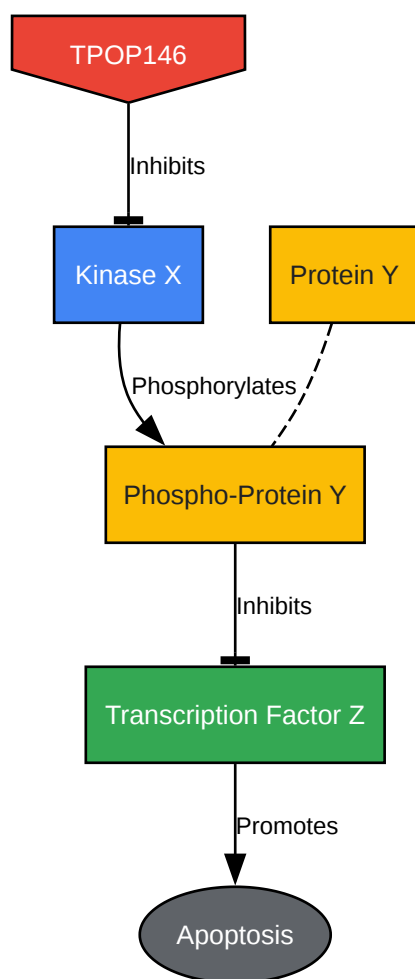 TPOP146
Inhibits
Kinase X
Protein Y
Phosphorylates
Phospho-Protein Y
Inhibits
Transcription Factor Z
Promotes
Apoptosis